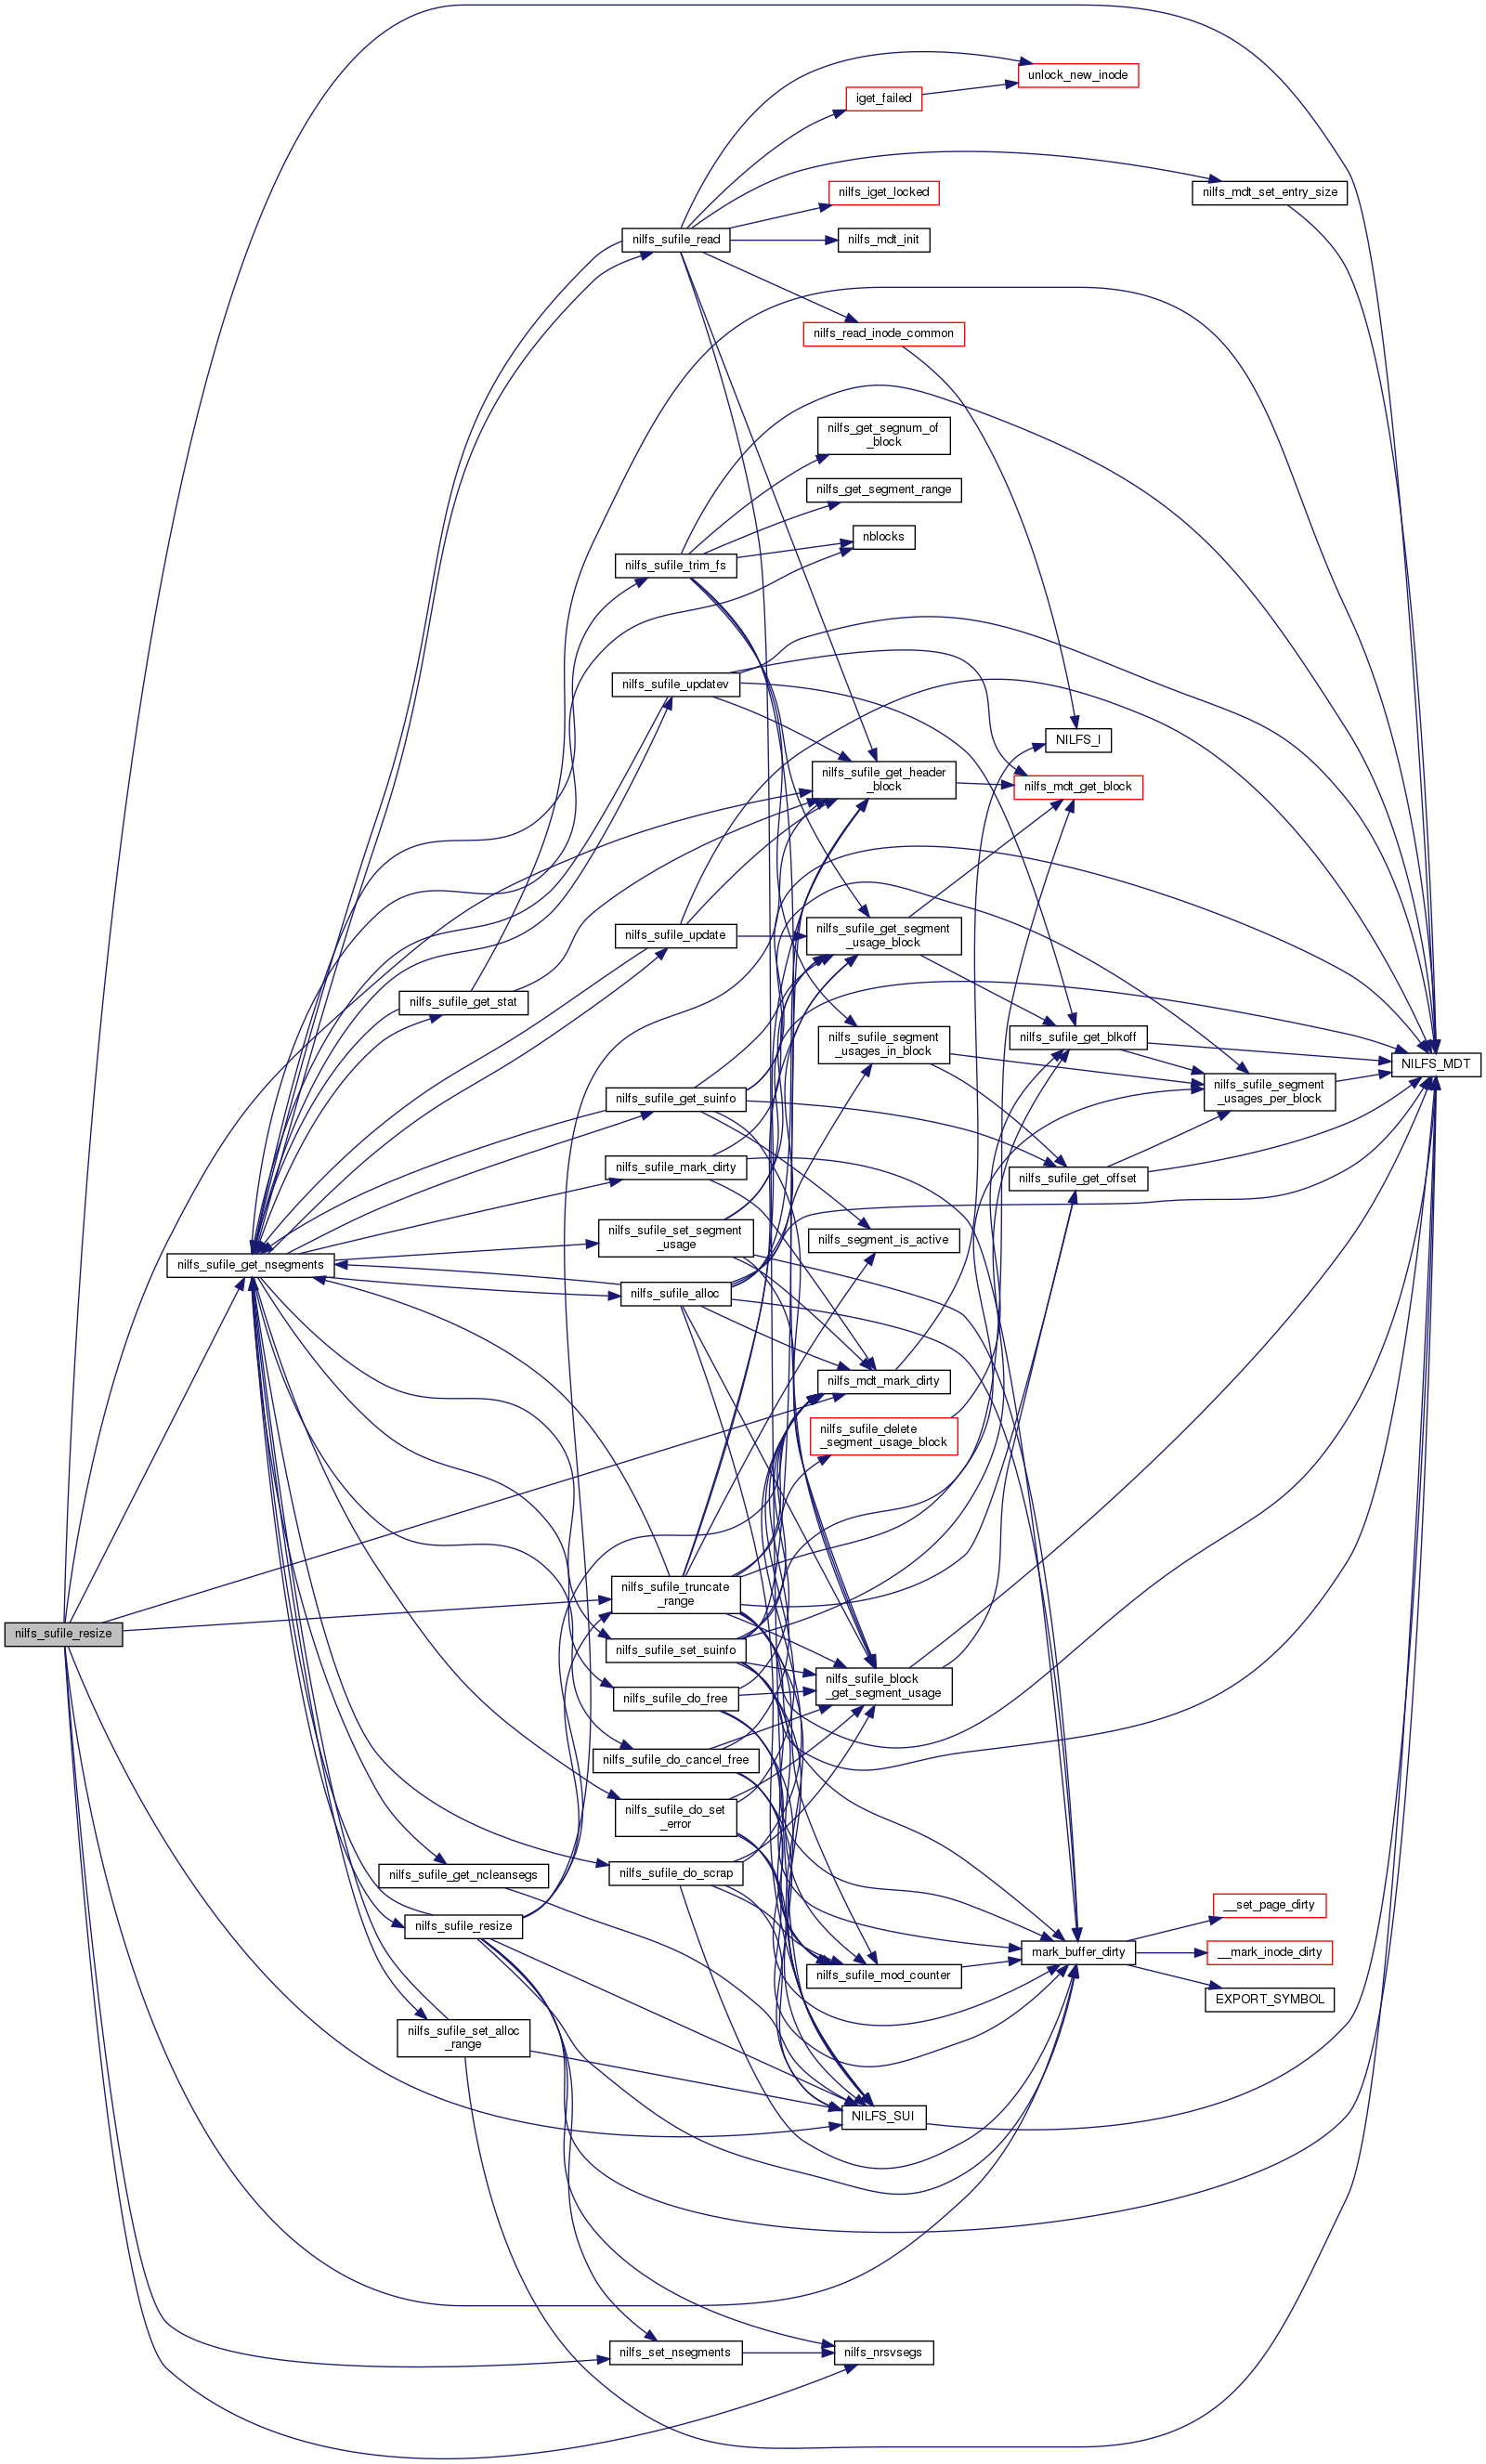 unlock_new_inode
iget_failed
nilfs_iget_locked
nilfs_mdt_set_entry_size
nilfs_sufile_read
nilfs_mdt_init
nilfs_read_inode_common
nilfs_get_segnum_of
_block
nilfs_get_segment_range
nblocks
nilfs_sufile_trim_fs
nilfs_sufile_updatev
NILFS_I
nilfs_sufile_get_header
_block
nilfs_mdt_get_block
nilfs_sufile_update
nilfs_sufile_get_segment
_usage_block
nilfs_sufile_get_stat
nilfs_sufile_segment
_usages_in_block
nilfs_sufile_get_blkoff
NILFS_MDT
nilfs_sufile_segment
_usages_per_block
nilfs_sufile_get_suinfo
nilfs_sufile_mark_dirty
nilfs_sufile_get_offset
nilfs_sufile_set_segment
_usage
nilfs_segment_is_active
nilfs_sufile_get_nsegments
nilfs_sufile_alloc
nilfs_mdt_mark_dirty
nilfs_sufile_delete
_segment_usage_block
nilfs_sufile_truncate
_range
nilfs_sufile_resize
nilfs_sufile_set_suinfo
nilfs_sufile_block
_get_segment_usage
nilfs_sufile_do_free
nilfs_sufile_do_cancel_free
nilfs_sufile_do_set
_error
nilfs_sufile_get_ncleansegs
nilfs_sufile_do_scrap
__set_page_dirty
nilfs_sufile_resize
mark_buffer_dirty
__mark_inode_dirty
nilfs_sufile_mod_counter
EXPORT_SYMBOL
nilfs_sufile_set_alloc
_range
NILFS_SUI
nilfs_set_nsegments
nilfs_nrsvsegs